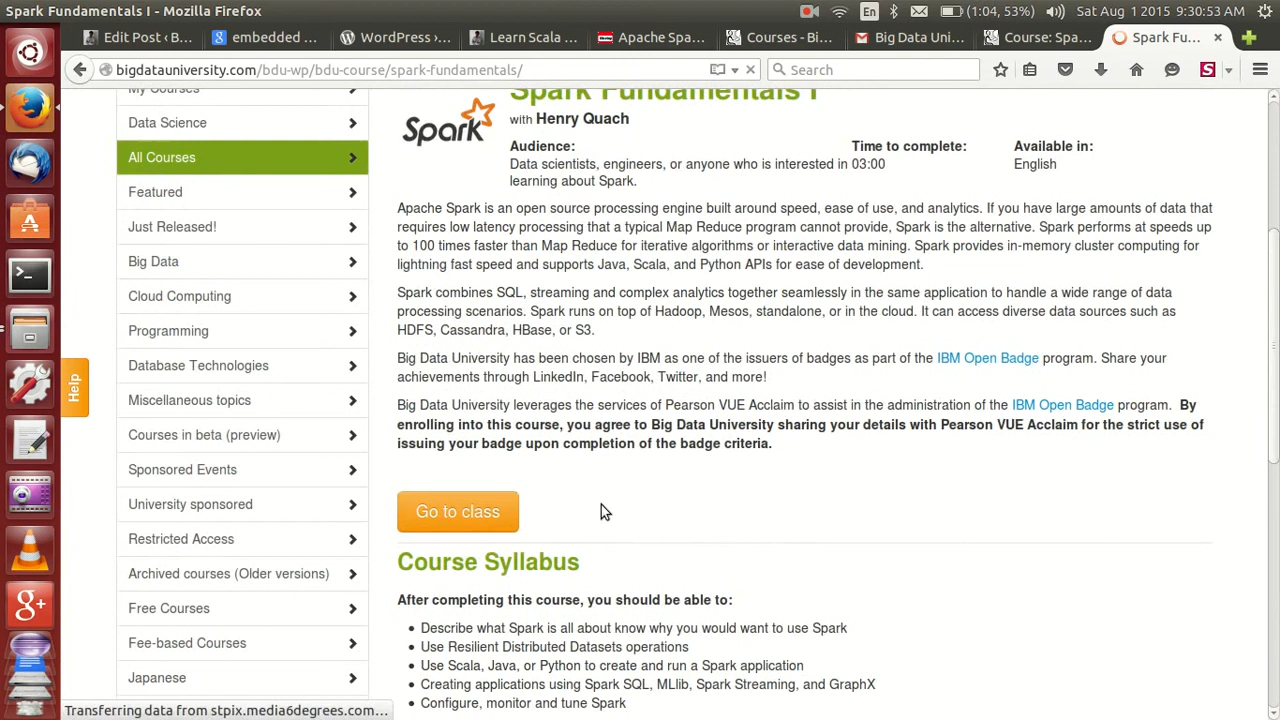 Spark Fundamentals I - Mozilla Firefox
En
(1:04, 53%)
Sat Aug 1 2015 9:30:53 AM
Edit Post ‹ B...
embedded ...
WordPress ›...
Learn Scala ...
Apache Spa...
Courses - Bi...
Big Data Uni...
Course: Spa...
Spark Fu...
bigdatauniversity.com/bdu-wp/bdu-course/spark-fundamentals/
Search
My Courses
Data Science
All Courses
Featured
Just Released!
Big Data
Cloud Computing
Programming
Database Technologies
Miscellaneous topics
Courses in beta (preview)
Sponsored Events
University sponsored
Restricted Access
Archived courses (Older versions)
Free Courses
Fee-based Courses
Japanese
Help
Spark
Spark Fundamentals I
with Henry Quach
Audience:
Data scientists, engineers, or anyone who is interested in
learning about Spark.
Time to complete:
03:00
Available in:
English
Apache Spark is an open source processing engine built around speed, ease of use, and analytics. If you have large amounts of data that
requires low latency processing that a typical Map Reduce program cannot provide, Spark is the alternative. Spark performs at speeds up
to 100 times faster than Map Reduce for iterative algorithms or interactive data mining. Spark provides in-memory cluster computing for
lightning fast speed and supports Java, Scala, and Python APIs for ease of development.
Spark combines SQL, streaming and complex analytics together seamlessly in the same application to handle a wide range of data
processing scenarios. Spark runs on top of Hadoop, Mesos, standalone, or in the cloud. It can access diverse data sources such as
HDFS, Cassandra, HBase, or S3.
Big Data University has been chosen by IBM as one of the issuers of badges as part of the IBM Open Badge program. Share your
achievements through LinkedIn, Facebook, Twitter, and more!
Big Data University leverages the services of Pearson VUE Acclaim to assist in the administration of the IBM Open Badge program. By
enrolling into this course, you agree to Big Data University sharing your details with Pearson VUE Acclaim for the strict use of
issuing your badge upon completion of the badge criteria.
Go to class
Course Syllabus
After completing this course, you should be able to:
Describe what Spark is all about know why you would want to use Spark
Use Resilient Distributed Datasets operations
Use Scala, Java, or Python to create and run a Spark application
Creating applications using Spark SQL, MLlib, Spark Streaming, and GraphX
Configure, monitor and tune Spark
Transferring data from stpix.media6degrees.com...